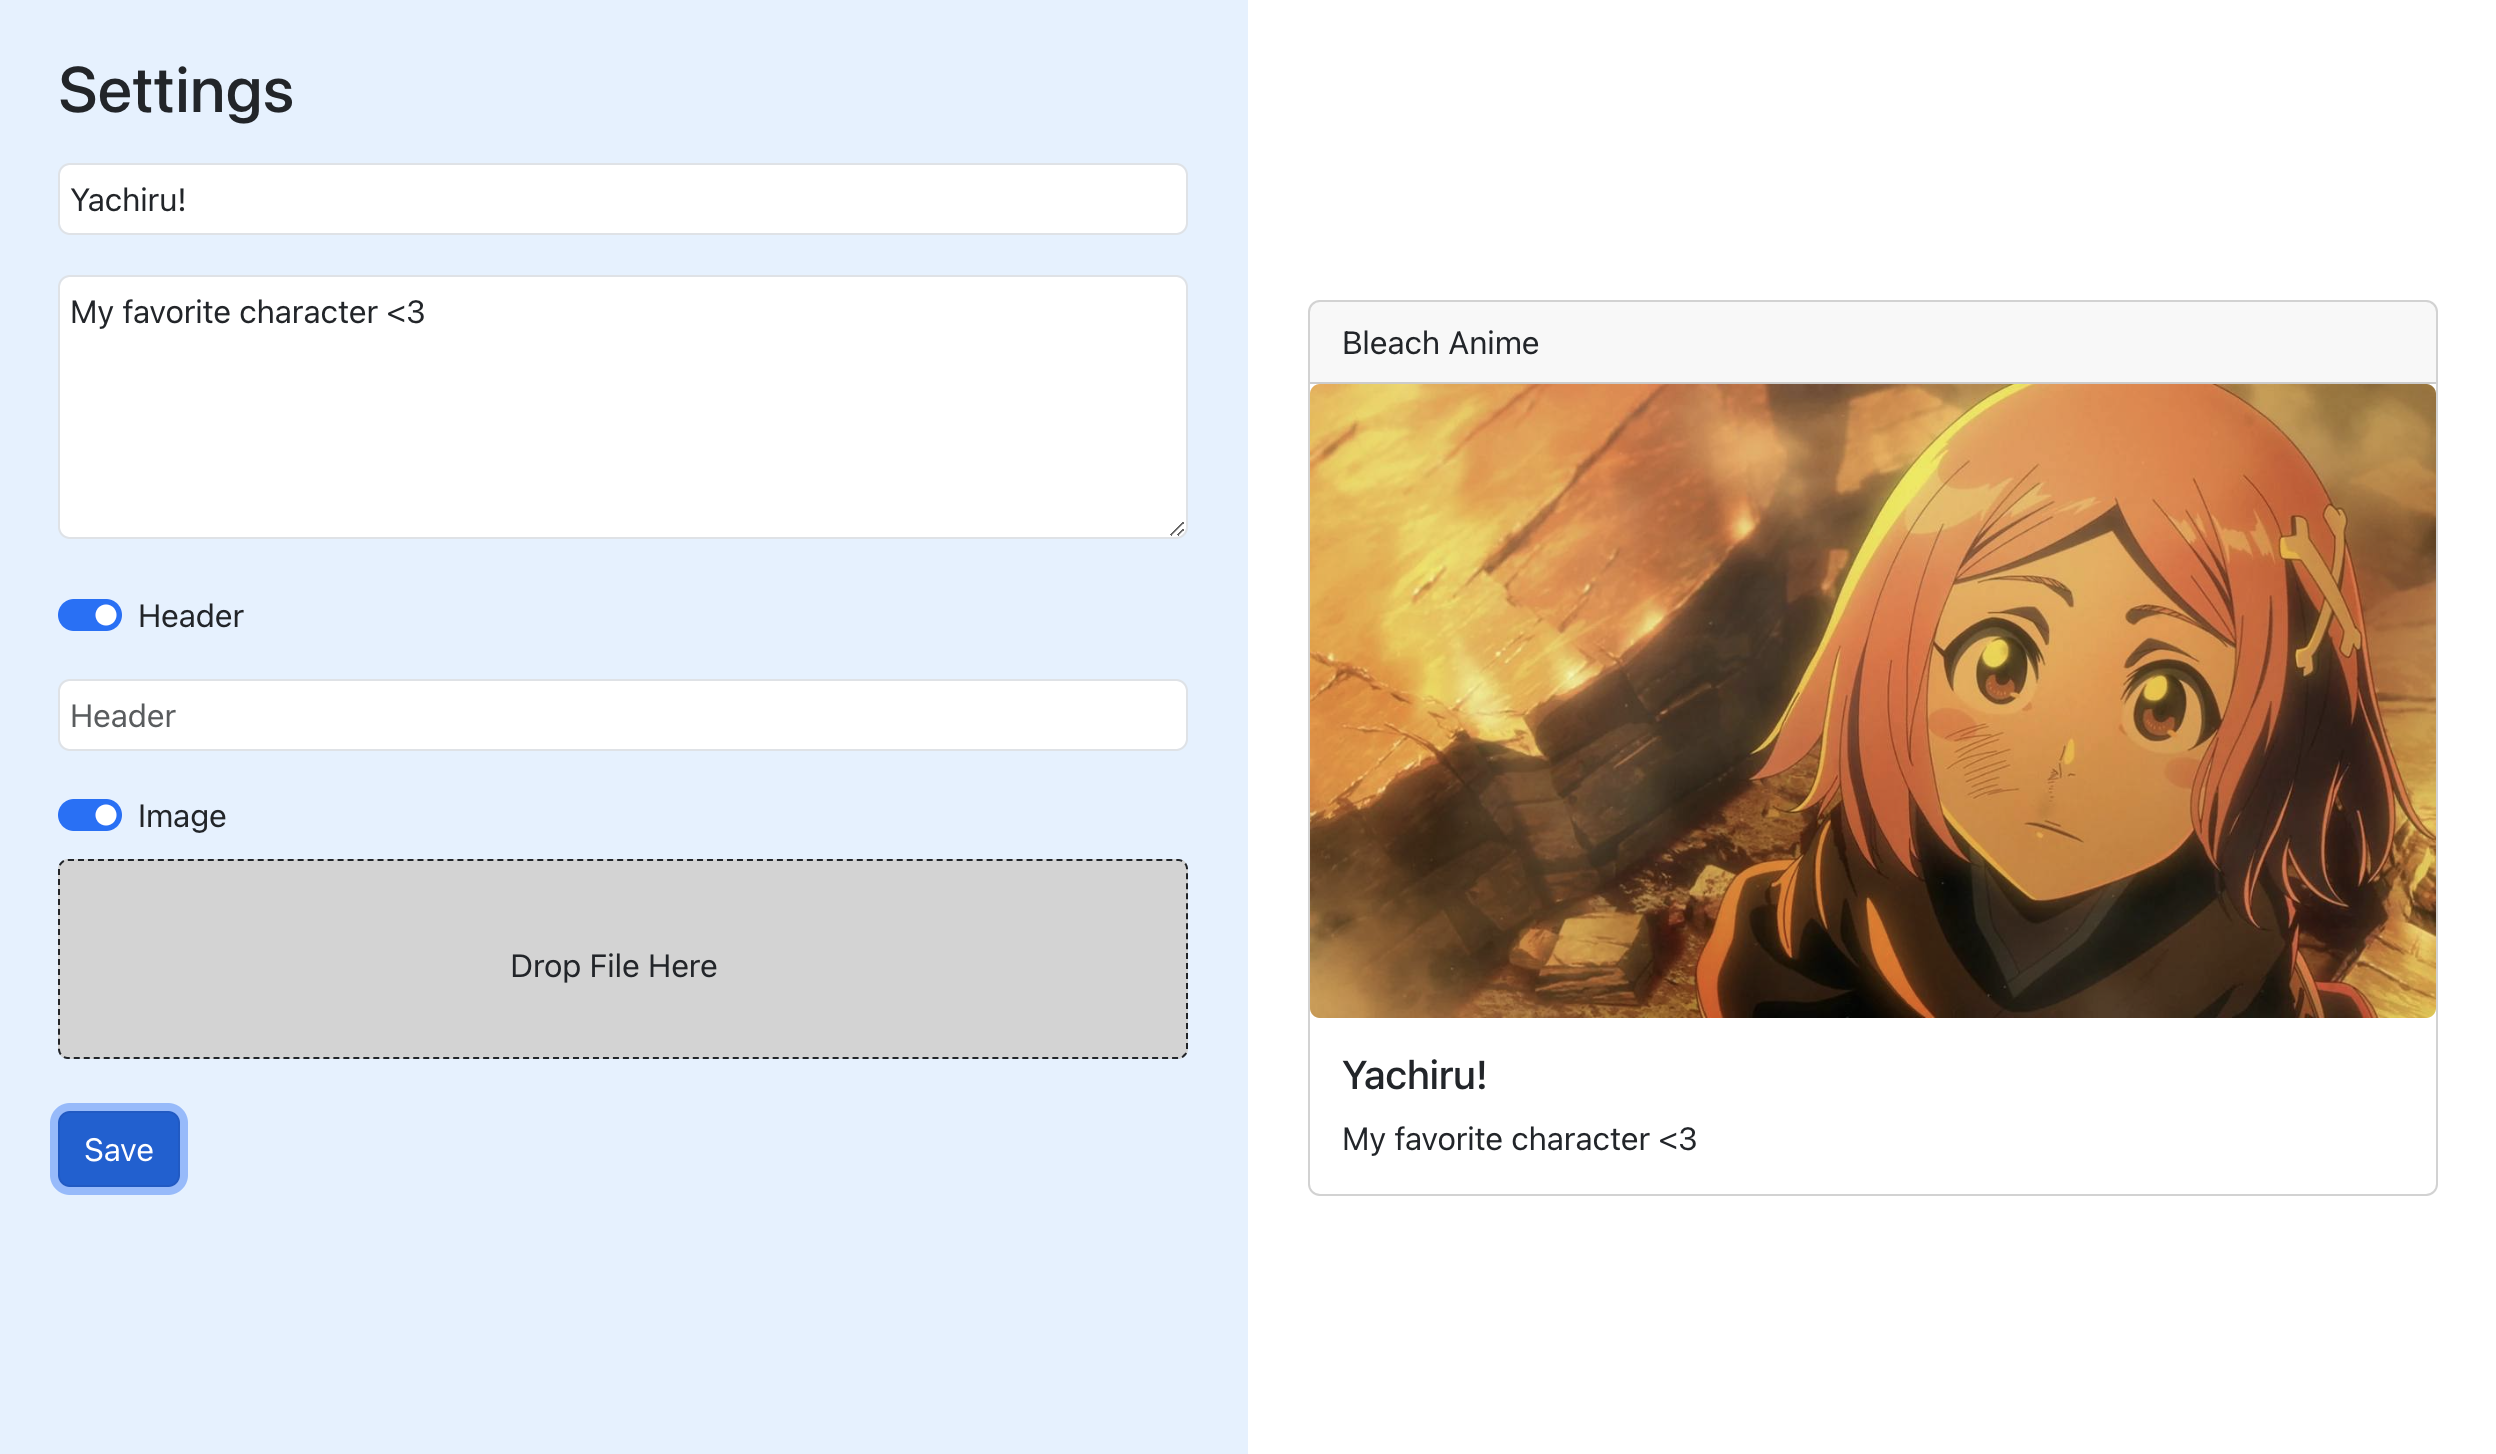 Settings
Yachiru!
My favorite character <3
Header
Header
Image
Drop File Here
Save
Bleach Anime
Yachiru!
My favorite character <3